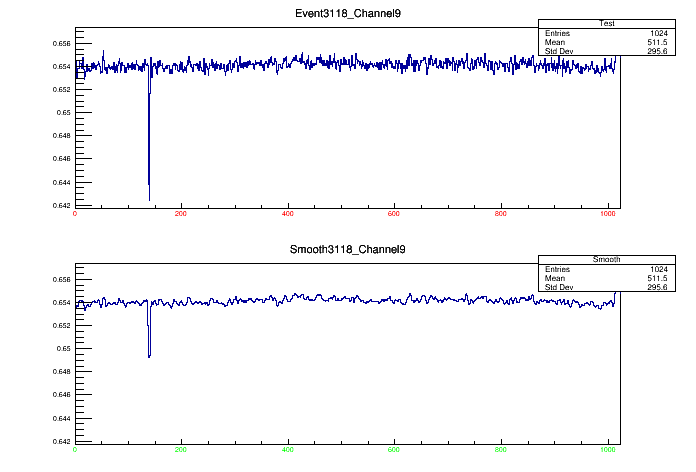 Event3118_Channel9
Test
Entries 1024
Mean 511.5
Std Dev 295.6
0.656
0.654
0.652
0.65
0.648
0.646
0.644
0.642
0 200 400 600 800 1000
Smooth3118_Channel9
Smooth
Entries 1024
Mean 511.5
Std Dev 295.6
0.656
0.654
0.652
0.65
0.648
0.646
0.644
0.642
0 200 400 600 800 1000